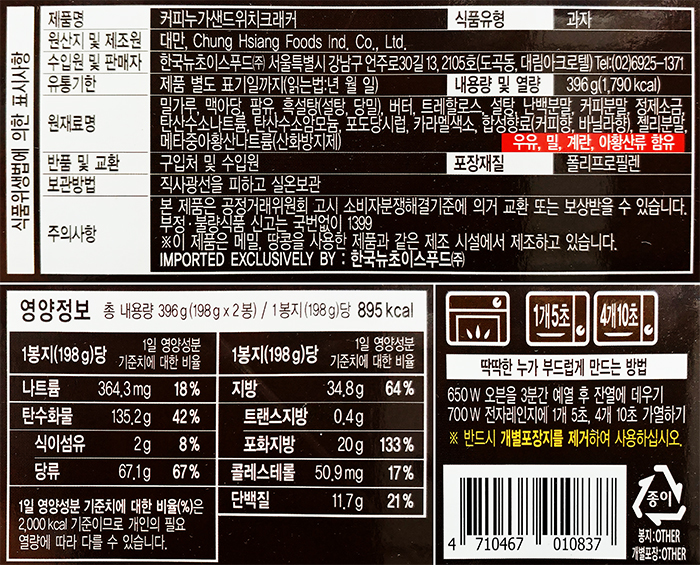 식품위생법에 의한 표시사항
제품명 커피누가샌드위치크래커 식품유형 과자
원산지 및 제조원 대만, Chung Hsiang Foods Ind. Co., Ltd.
수입원 및 판매자 한국뉴초이스푸드㈜ 서울특별시 강남구 언주로30길 13, 2105호(도곡동, 대림아크로텔) Tel:(02)6925-1371
유통기한 제품 별도 표기일까지(읽는법:년 월 일) 내용량 및 열량 396g(1,790kcal)
원재료명 밀가루, 맥아당, 팜유, 흑설탕(설탕, 당밀), 버터, 트레할로스, 설탕, 난백분말, 커피분말, 정제소금
탄산수소나트륨, 탄산수소암모늄, 포도당시럽, 카라멜색소, 합성향료(커피향, 바닐라향), 젤리분말
메타중아황산나트륨(산화방지제) 우유, 밀, 계란, 아황산류 함유
반품 및 교환 구입처 및 수입원 포장재질 폴리프로필렌
보관방법 직사광선을 피하고 실온보관
주의사항 본 제품은 공정거래위원회 고시 소비자분쟁해결기준에 의거 교환 또는 보상받을 수 있습니다.
부정·불량식품 신고는 국번없이 1399
※이 제품은 메밀, 땅콩을 사용한 제품과 같은 제조 시설에서 제조하고 있습니다.
IMPORTED EXCLUSIVELY BY : 한국뉴초이스푸드㈜
영양정보 총 내용량 396g(198g x 2봉) / 1봉지(198g)당 895kcal
1봉지(198g)당 1일 영양성분 기준치에 대한 비율
나트륨 364.3mg 18%
탄수화물 135.2g 42%
식이섬유 2g 8%
당류 67.1g 67%
1일 영양성분 기준치에 대한 비율(%)은
2,000kcal 기준이므로 개인의 필요
열량에 따라 다를 수 있습니다.
1봉지(198g)당 1일 영양성분 기준치에 대한 비율
지방 34.8g 64%
트랜스지방 0.4g
포화지방 20g 133%
콜레스테롤 50.9mg 17%
단백질 11.7g 21%
1개5초 4개10초
딱딱한 누가 부드럽게 만드는 방법
650W 오븐을 3분간 예열 후 잔열에 데우기
700W 전자레인지에 1개 5초, 4개 10초 가열하기
※ 반드시 개별포장지를 제거하여 사용하십시오.
4 710467 010837
종이
봉지:OTHER
개별포장:OTHER